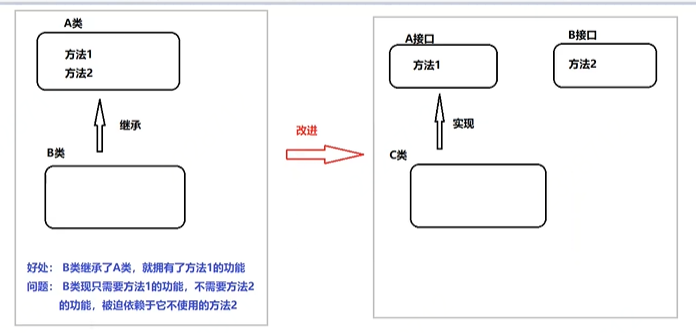 A类
方法1
方法2
继承
B类
好处： B类继承了A类，就拥有了方法1的功能
问题： B类现只需要方法1的功能，不需要方法2
的功能，被迫依赖于它不使用的方法2
改进
A接口
方法1
B接口
方法2
实现
C类